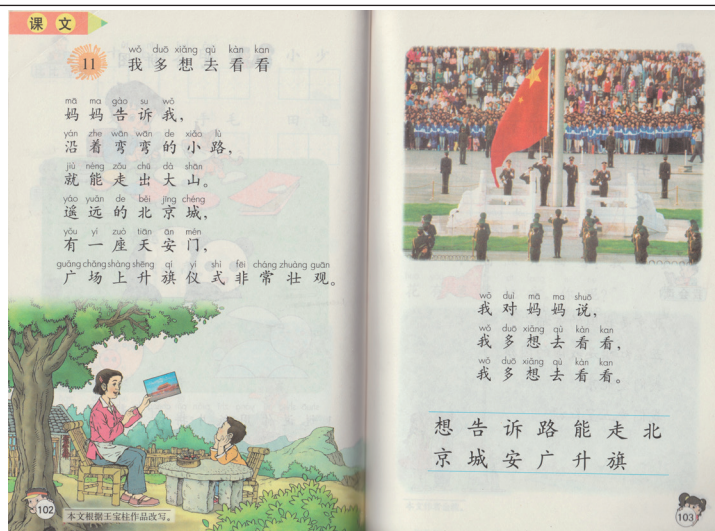 课文
wǒ duō xiǎng qù kàn kan
11 我多想去看看
mā ma gào su wǒ
妈妈告诉我，
yán zhe wān wān de xiǎo lù
沿着弯弯的小路，
jiù néng zǒu chū dà shān
就能走出大山。
yáo yuǎn de běi jīng chéng
遥远的北京城，
yǒu yí zuò tiān ān mén
有一座天安门，
guǎng chǎng shàng shēng qí yí shì fēi cháng zhuàng guān
广场上升旗仪式非常壮观。
本文根据王宝柱作品改写。
102
wǒ duì mā ma shuō
我对妈妈说，
wǒ duō xiǎng qù kàn kan
我多想去看看，
wǒ duō xiǎng qù kàn kan
我多想去看看。
想告诉路能走北
京城安广升旗
103